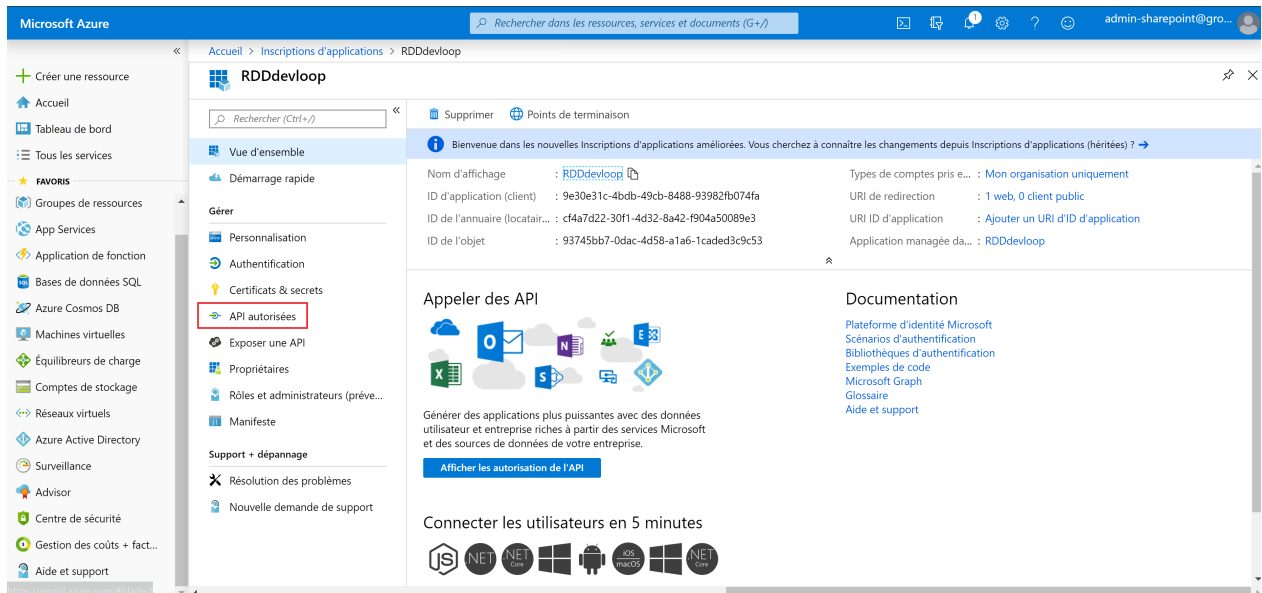 Microsoft Azure
Rechercher dans les ressources, services et documents (G+/)
1
admin-sharepoint@gro...
«
Créer une ressource
Accueil
Tableau de bord
Tous les services
FAVORIS
Groupes de ressources
App Services
Application de fonction
Bases de données SQL
Azure Cosmos DB
Machines virtuelles
Équilibreurs de charge
Comptes de stockage
Réseaux virtuels
Azure Active Directory
Surveillance
Advisor
Centre de sécurité
Gestion des coûts + fact...
Aide et support
Accueil > Inscriptions d'applications > RDDdevloop
RDDdevloop
Rechercher (Ctrl+/)
«
Vue d'ensemble
Démarrage rapide
Gérer
Personnalisation
Authentification
Certificats & secrets
API autorisées
Exposer une API
Propriétaires
Rôles et administrateurs (préve...
Manifeste
Support + dépannage
Résolution des problèmes
Nouvelle demande de support
Supprimer Points de terminaison
Bienvenue dans les nouvelles Inscriptions d'applications améliorées. Vous cherchez à connaître les changements depuis Inscriptions d'applications (héritées) ? →
Nom d'affichage : RDDdevloop
ID d'application (client) : 9e30e31c-4bdb-49cb-8488-93982fb074fa
ID de l'annuaire (locatair... : cf4a7d22-30f1-4d32-8a42-f904a50089e3
ID de l'objet : 93745bb7-0dac-4d58-a1a6-1caded3c9c53
Types de comptes pris e... : Mon organisation uniquement
URI de redirection : 1 web, 0 client public
URI ID d'application : Ajouter un URI d'ID d'application
Application managée da... : RDDdevloop
Appeler des API
Générer des applications plus puissantes avec des données
utilisateur et entreprise riches à partir des services Microsoft
et des sources de données de votre entreprise.
Afficher les autorisation de l'API
Documentation
Plateforme d'identité Microsoft
Scénarios d'authentification
Bibliothèques d'authentification
Exemples de code
Microsoft Graph
Glossaire
Aide et support
Connecter les utilisateurs en 5 minutes
JS .NET .NET Core iOS macOS .NET Core